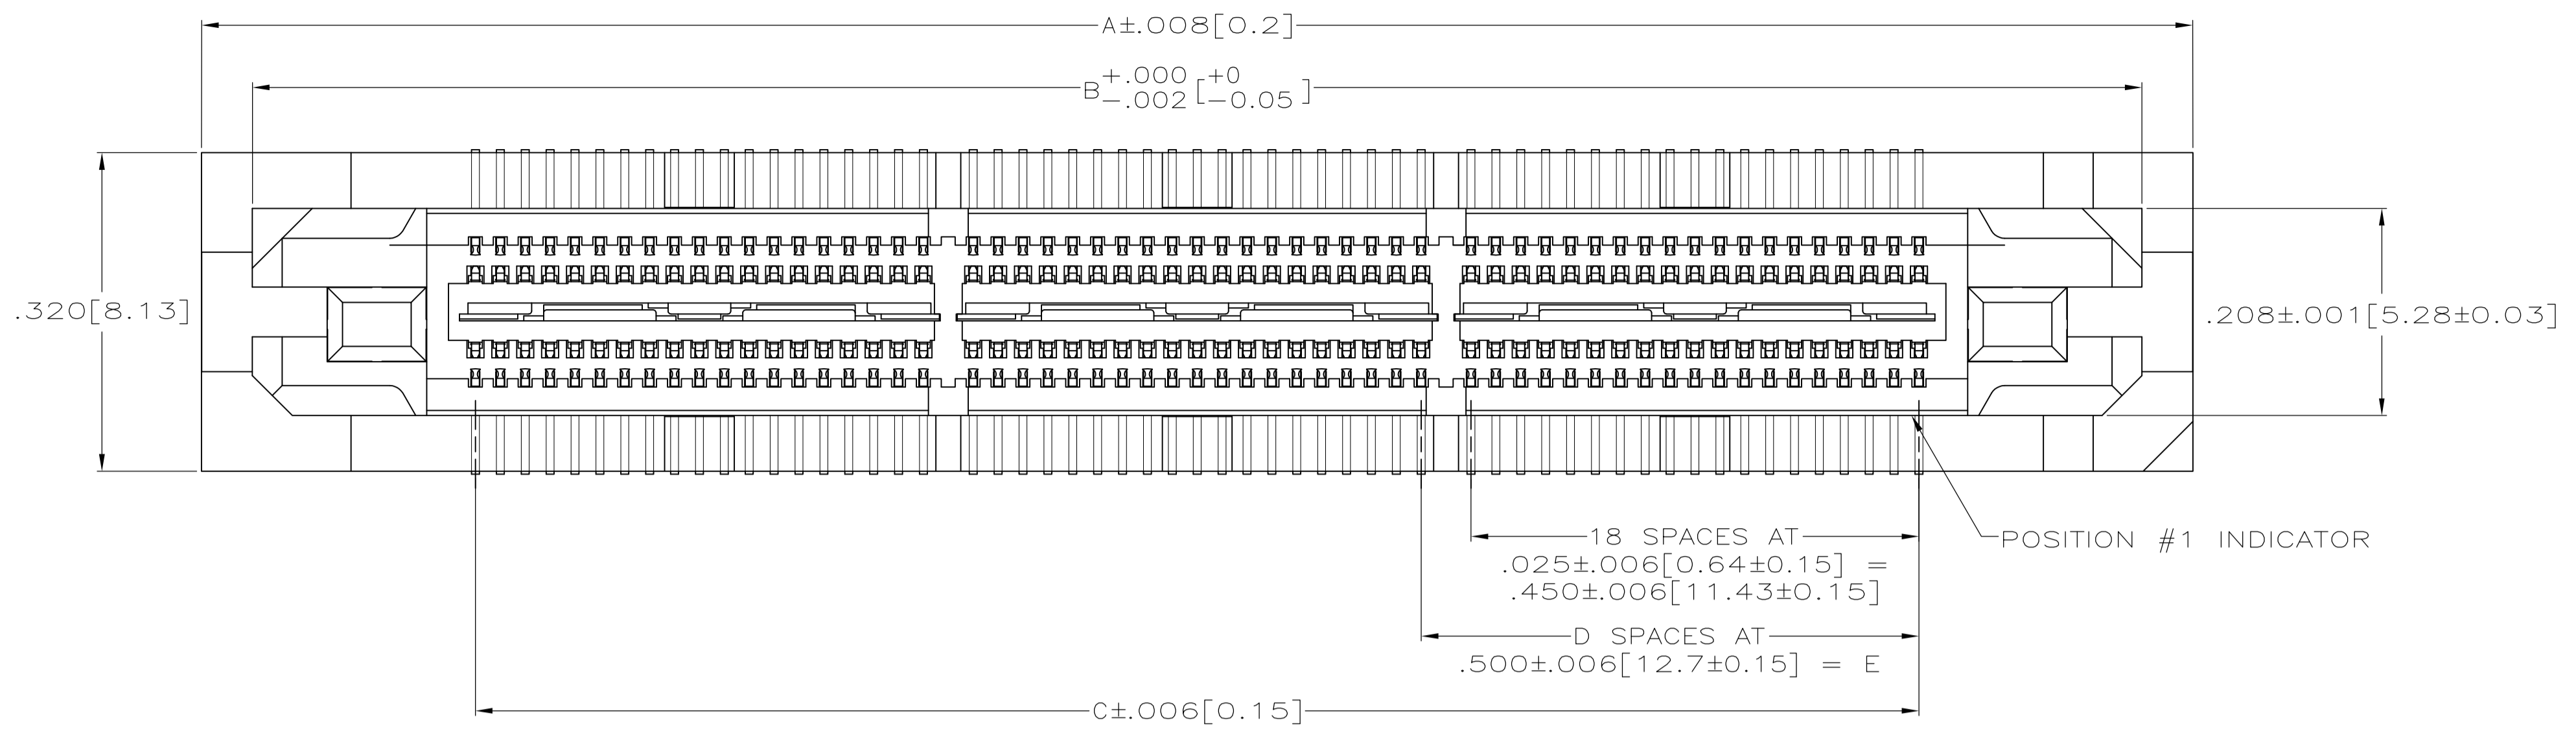 A±.008[0.2]
B+.000 -.002[+0 -0.05]
.320[8.13]
.208±.001[5.28±0.03]
18 SPACES AT
.025±.006[0.64±0.15] =
.450±.006[11.43±0.15]
POSITION #1 INDICATOR
D SPACES AT
.500±.006[12.7±0.15] = E
C±.006[0.15]